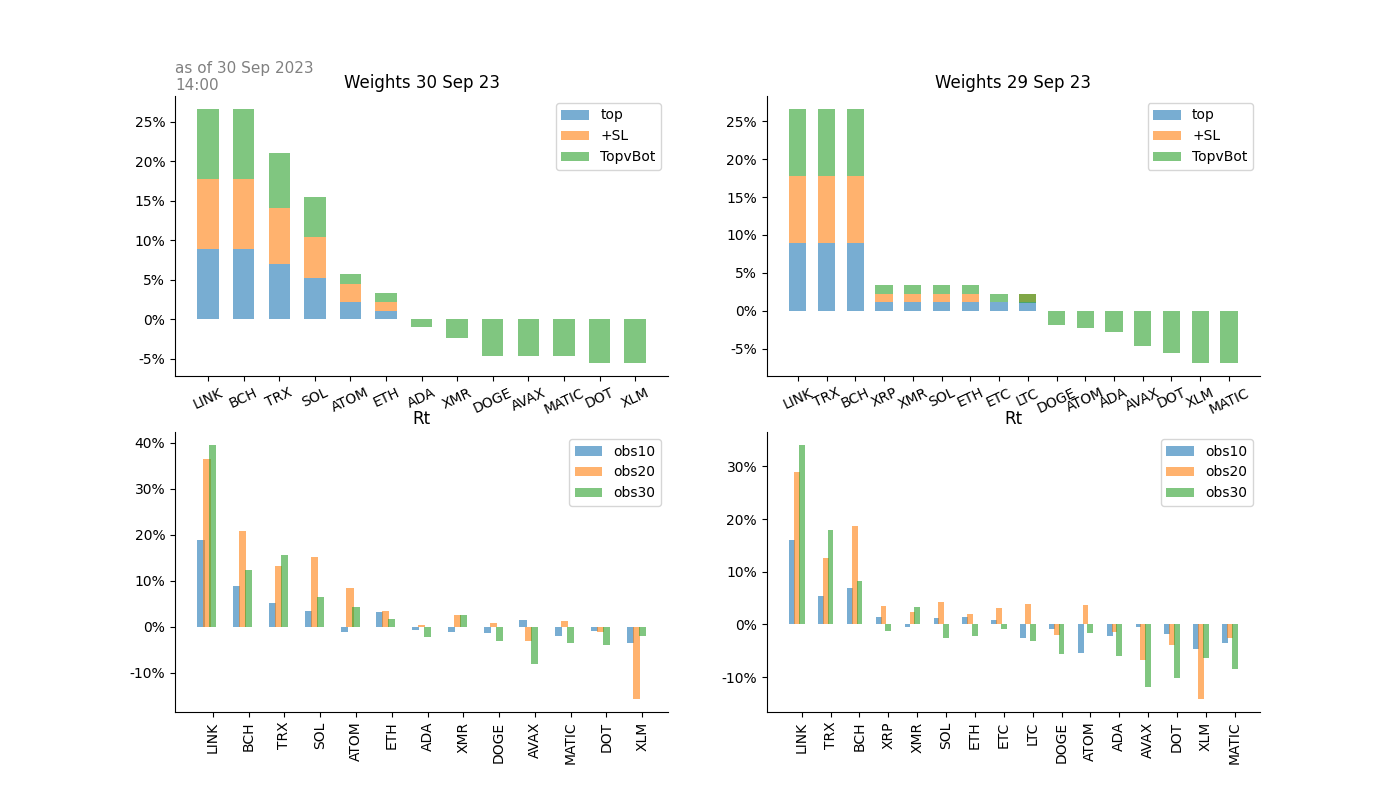 as of 30 Sep 2023
14:00
Weights 30 Sep 23
25%
20%
15%
10%
5%
0%
-5%
top
+SL
TopvBot
LINK BCH TRX SOL ATOM ETH ADA XMR DOGE AVAX MATIC DOT XLM
Weights 29 Sep 23
25%
20%
15%
10%
5%
0%
-5%
top
+SL
TopvBot
LINK TRX BCH XRP XMR SOL ETH ETC LTC DOGE ATOM ADA AVAX DOT XLM MATIC
Rt
40%
30%
20%
10%
0%
-10%
obs10
obs20
obs30
LINK BCH TRX SOL ATOM ETH ADA XMR DOGE AVAX MATIC DOT XLM
Rt
30%
20%
10%
0%
-10%
obs10
obs20
obs30
LINK TRX BCH XRP XMR SOL ETH ETC LTC DOGE ATOM ADA AVAX DOT XLM MATIC